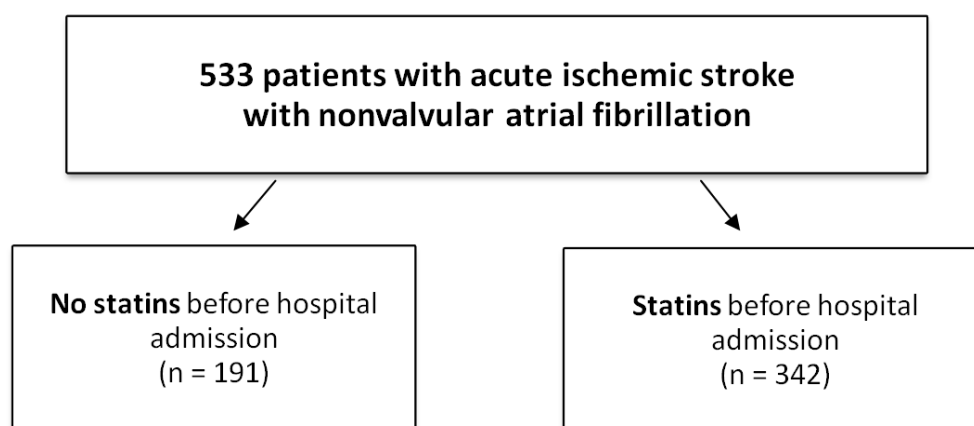 533 patients with acute ischemic stroke
with nonvalvular atrial fibrillation
No statins before hospital
admission
(n = 191)
Statins before hospital
admission
(n = 342)